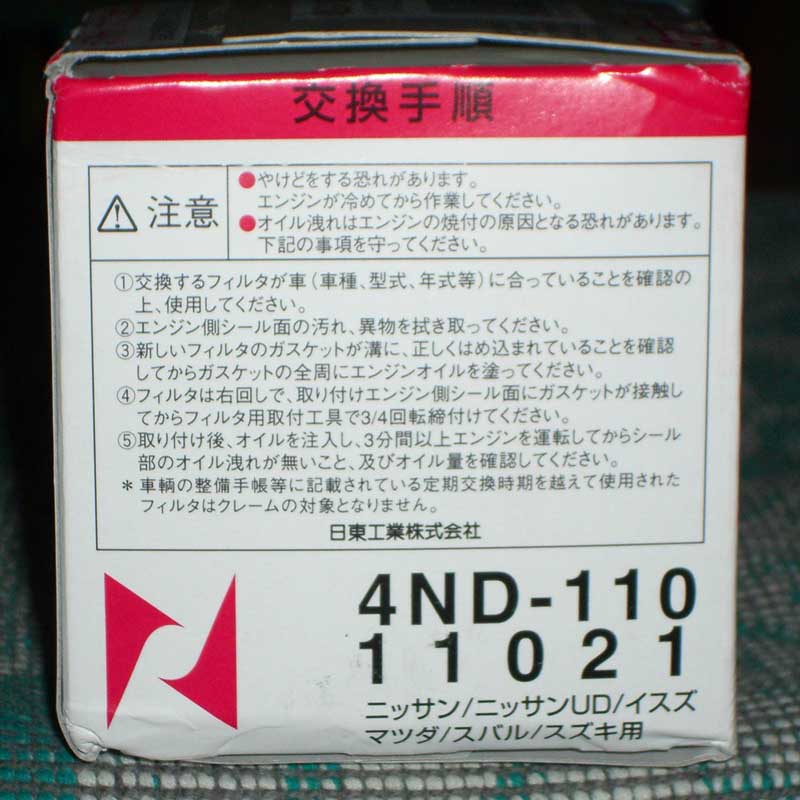 交換手順
注意
●やけどをする恐れがあります。
エンジンが冷めてから作業してください。
●オイル洩れはエンジンの焼付の原因となる恐れがあります。
下記の事項を守ってください。
①交換するフィルタが車（車種、型式、年式等）に合っていることを確認の
上、使用してください。
②エンジン側シール面の汚れ、異物を拭き取ってください。
③新しいフィルタのガスケットが溝に、正しくはめ込まれていることを確認
してからガスケットの全周にエンジンオイルを塗ってください。
④フィルタは右回しで、取り付けエンジン側シール面にガスケットが接触し
てからフィルタ用取付工具で3/4回転締付けてください。
⑤取り付け後、オイルを注入し、3分間以上エンジンを運転してからシール
部のオイル洩れが無いこと、及びオイル量を確認してください。
＊車輌の整備手帳等に記載されている定期交換時期を越えて使用された
フィルタはクレームの対象となりません。
日東工業株式会社
4ND-110
11021
ニッサン/ニッサンUD/イスズ
マツダ/スバル/スズキ用